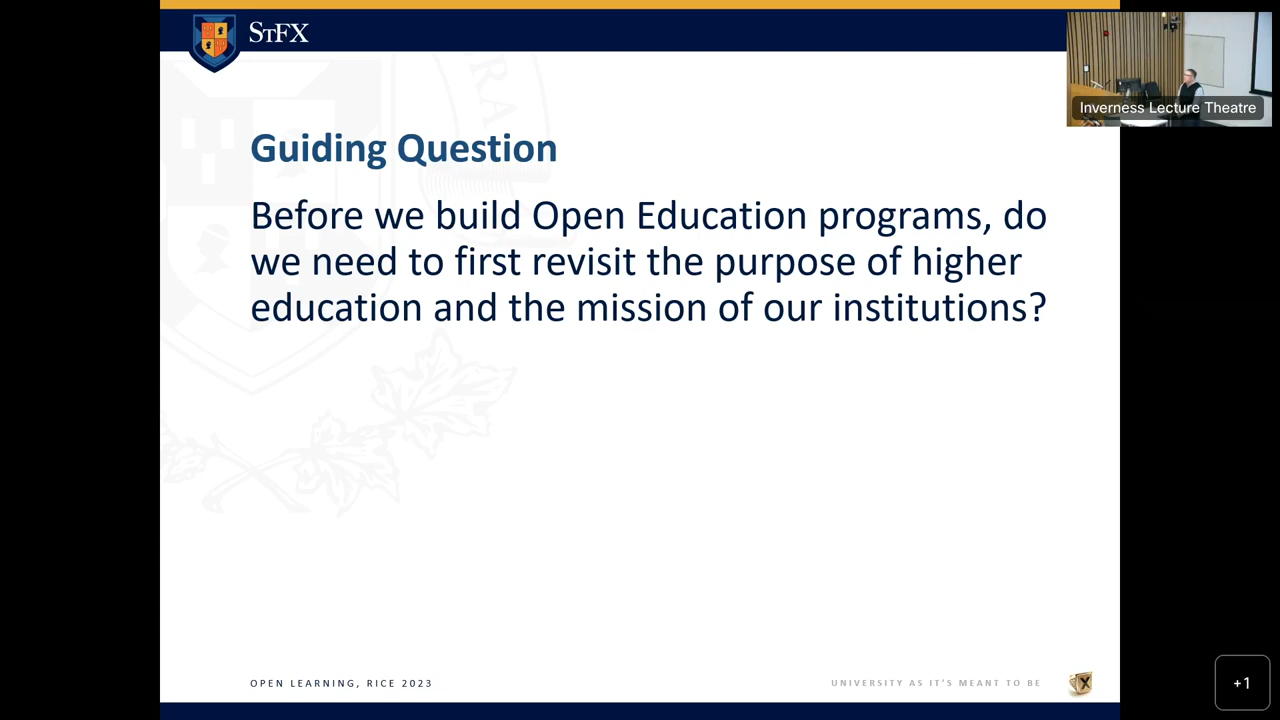 StFX
Inverness Lecture Theatre
Guiding Question
Before we build Open Education programs, do
we need to first revisit the purpose of higher
education and the mission of our institutions?
OPEN LEARNING, RICE 2023
UNIVERSITY AS IT'S MEANT TO BE
X
+1